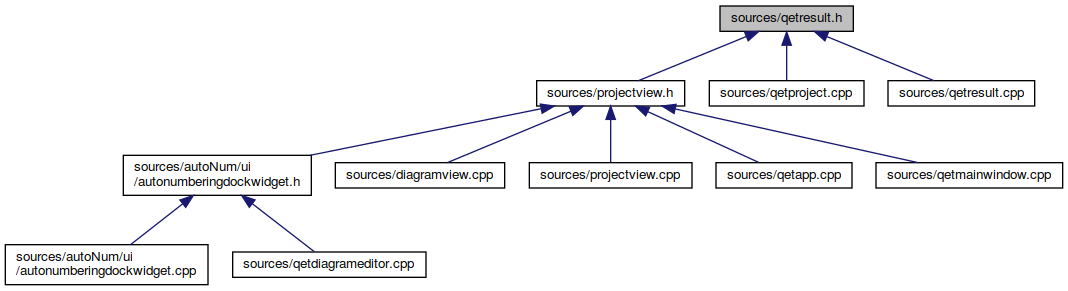 sources/qetresult.h
sources/projectview.h
sources/qetproject.cpp
sources/qetresult.cpp
sources/autoNum/ui
/autonumberingdockwidget.h
sources/diagramview.cpp
sources/projectview.cpp
sources/qetapp.cpp
sources/qetmainwindow.cpp
sources/autoNum/ui
/autonumberingdockwidget.cpp
sources/qetdiagrameditor.cpp